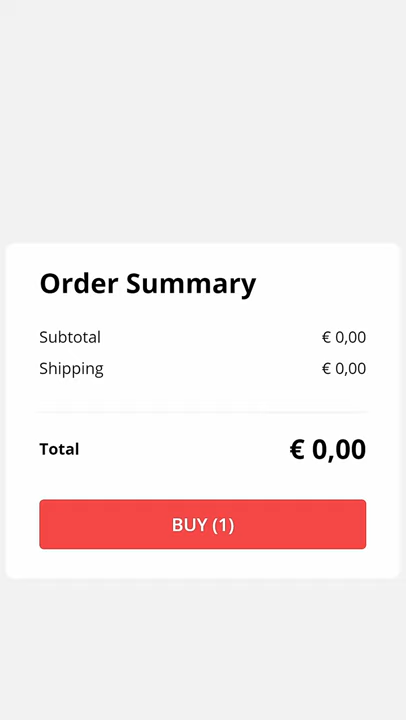 Order Summary
Subtotal € 0,00
Shipping € 0,00
Total € 0,00
BUY (1)